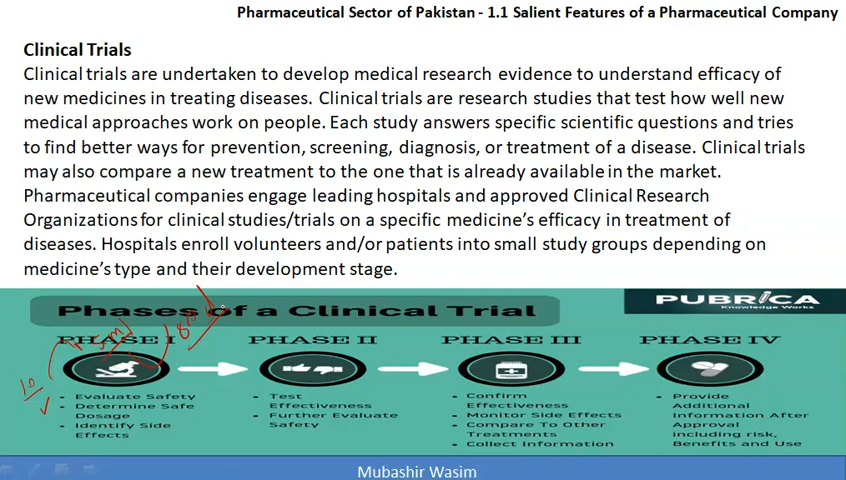 Pharmaceutical Sector of Pakistan - 1.1 Salient Features of a Pharmaceutical Company
Clinical Trials
Clinical trials are undertaken to develop medical research evidence to understand efficacy of
new medicines in treating diseases. Clinical trials are research studies that test how well new
medical approaches work on people. Each study answers specific scientific questions and tries
to find better ways for prevention, screening, diagnosis, or treatment of a disease. Clinical trials
may also compare a new treatment to the one that is already available in the market.
Pharmaceutical companies engage leading hospitals and approved Clinical Research
Organizations for clinical studies/trials on a specific medicine's efficacy in treatment of
diseases. Hospitals enroll volunteers and/or patients into small study groups depending on
medicine's type and their development stage.
Phases of a Clinical Trial
PUBRICA
Knowledge Works
PHASE I
5ml
10
Evaluate Safety
Determine Safe
Dosage
Identify Side
Effects
PHASE II
Test
Effectiveness
Further Evaluate
Safety
PHASE III
Confirm
Effectiveness
Monitor Side Effects
Compare To Other
Treatments
Collect Information
PHASE IV
Provide
Additional
Information After
Approval
including risk,
Benefits and Use
Mubashir Wasim